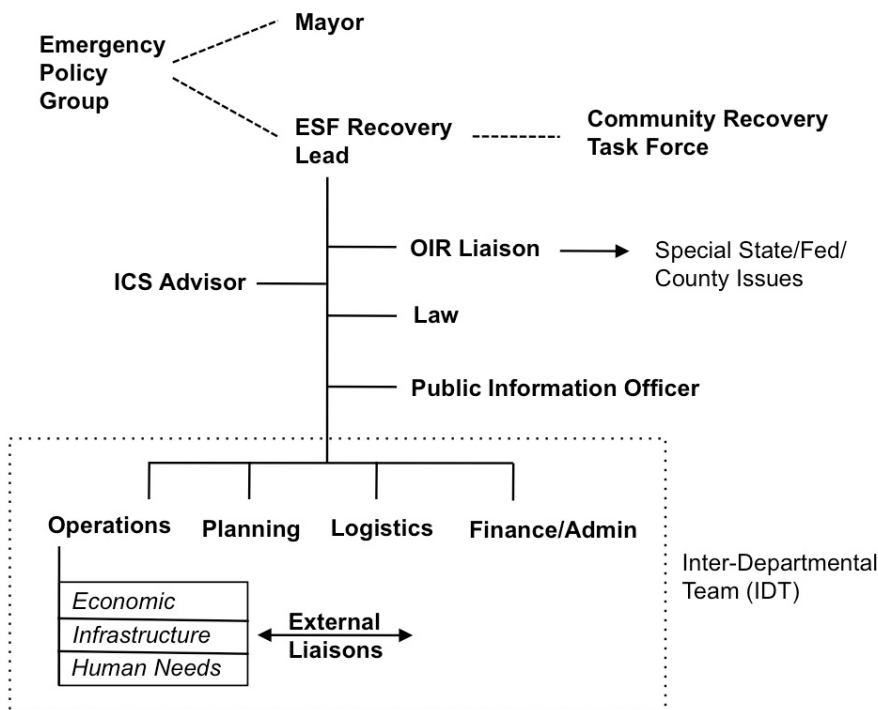 Mayor
Emergency
Policy
Group
ESF Recovery
Lead
Community Recovery
Task Force
OIR Liaison
Special State/Fed/
County Issues
ICS Advisor
Law
Public Information Officer
Operations
Planning
Logistics
Finance/Admin
Inter-Departmental
Team (IDT)
Economic
Infrastructure
Human Needs
External
Liaisons